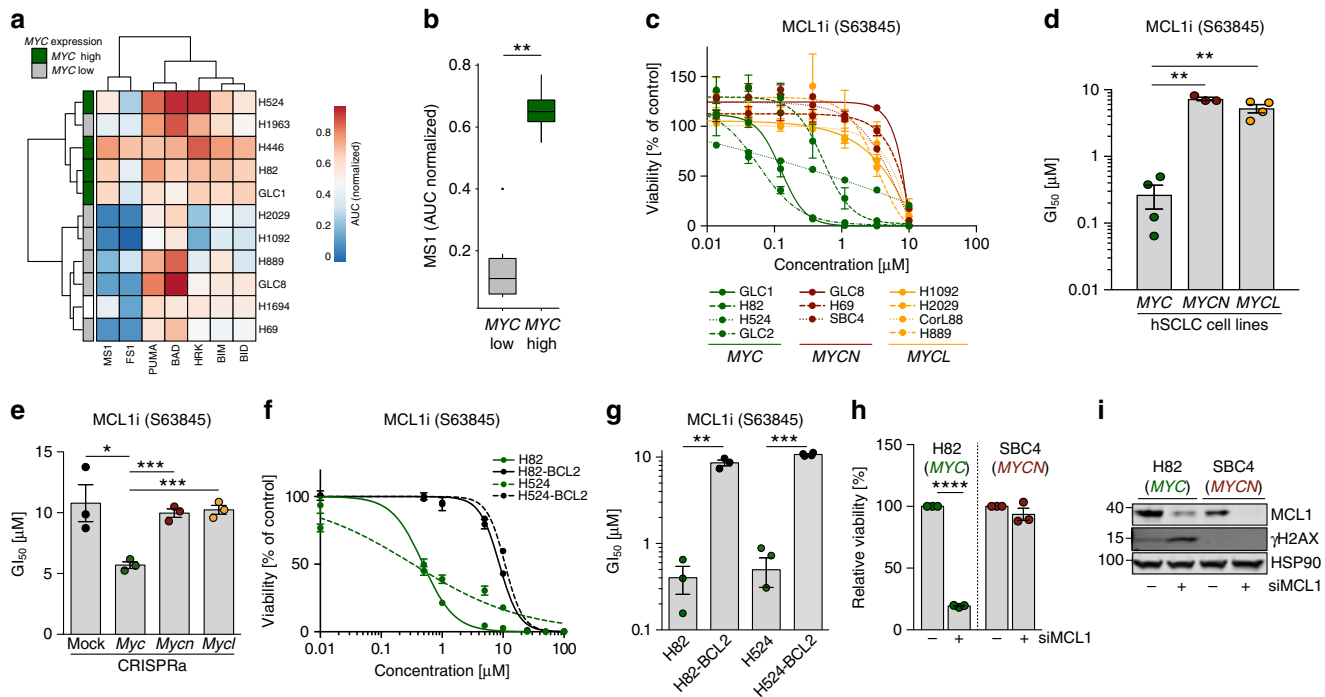 a
MYC expression
MYC high
MYC low
H524
H1963
H446
H82
GLC1
H2029
H1092
H889
GLC8
H1694
H69
MS1
FS1
PUMA
BAD
HRK
BIM
BID
0.8
0.6
0.4
0.2
0
AUC (normalized)
b
**
MS1 (AUC normalized)
0.8
0.6
0.4
0.2
MYC low
MYC high
c
MCL1i (S63845)
Viability [% of control]
150
100
50
0
0.01
0.1
1
10
100
Concentration [µM]
GLC1
H82
H524
GLC2
MYC
GLC8
H69
SBC4
MYCN
H1092
H2029
CorL88
H889
MYCL
d
MCL1i (S63845)
**
**
GI50 [µM]
10
1
0.1
0.01
MYC
MYCN
MYCL
hSCLC cell lines
e
MCL1i (S63845)
*
***
***
GI50 [µM]
15
10
5
0
Mock
Myc
Mycn
Mycl
CRISPRa
f
MCL1i (S63845)
H82
H82-BCL2
H524
H524-BCL2
Viability [% of control]
100
50
0
0.01
0.1
1
10
100
Concentration [µM]
g
MCL1i (S63845)
**
***
GI50 [µM]
10
1
0.1
H82
H82-BCL2
H524
H524-BCL2
h
H82
(MYC)
SBC4
(MYCN)
****
Relative viability [%]
150
100
50
0
– + – + siMCL1
i
H82
(MYC)
SBC4
(MYCN)
40
MCL1
15
γH2AX
100
HSP90
– + – + siMCL1